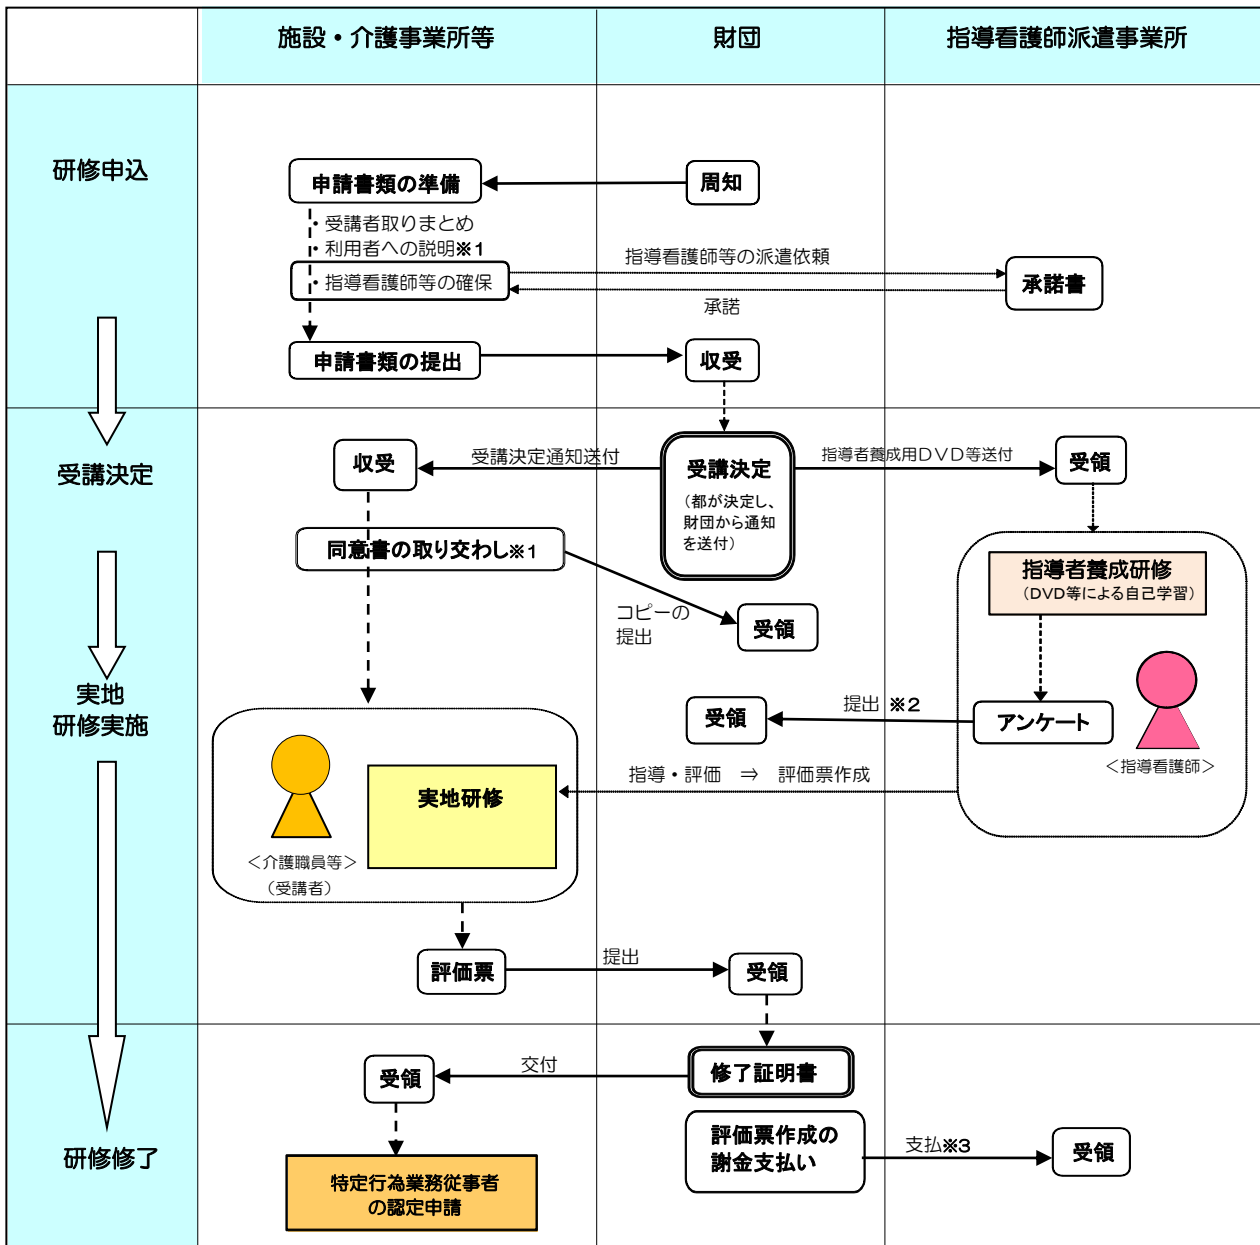 施設・介護事業所等
財団
指導看護師派遣事業所
研修申込
申請書類の準備
周知
・受講者取りまとめ
・利用者への説明※1
・指導看護師等の確保
指導看護師等の派遣依頼
承諾
承諾書
申請書類の提出
収受
受講決定
収受
受講決定通知送付
受講決定
(都が決定し、
財団から通知
を送付)
指導者養成用DVD等送付
受領
同意書の取り交わし※1
コピーの
提出
受領
指導者養成研修
(DVD等による自己学習)
実地
研修実施
受領
提出 ※2
アンケート
<指導看護師>
指導・評価 ⇒ 評価票作成
実地研修
<介護職員等>
(受講者)
評価票
提出
受領
研修修了
受領
交付
修了証明書
評価票作成の
謝金支払い
支払※3
受領
特定行為業務従事者
の認定申請